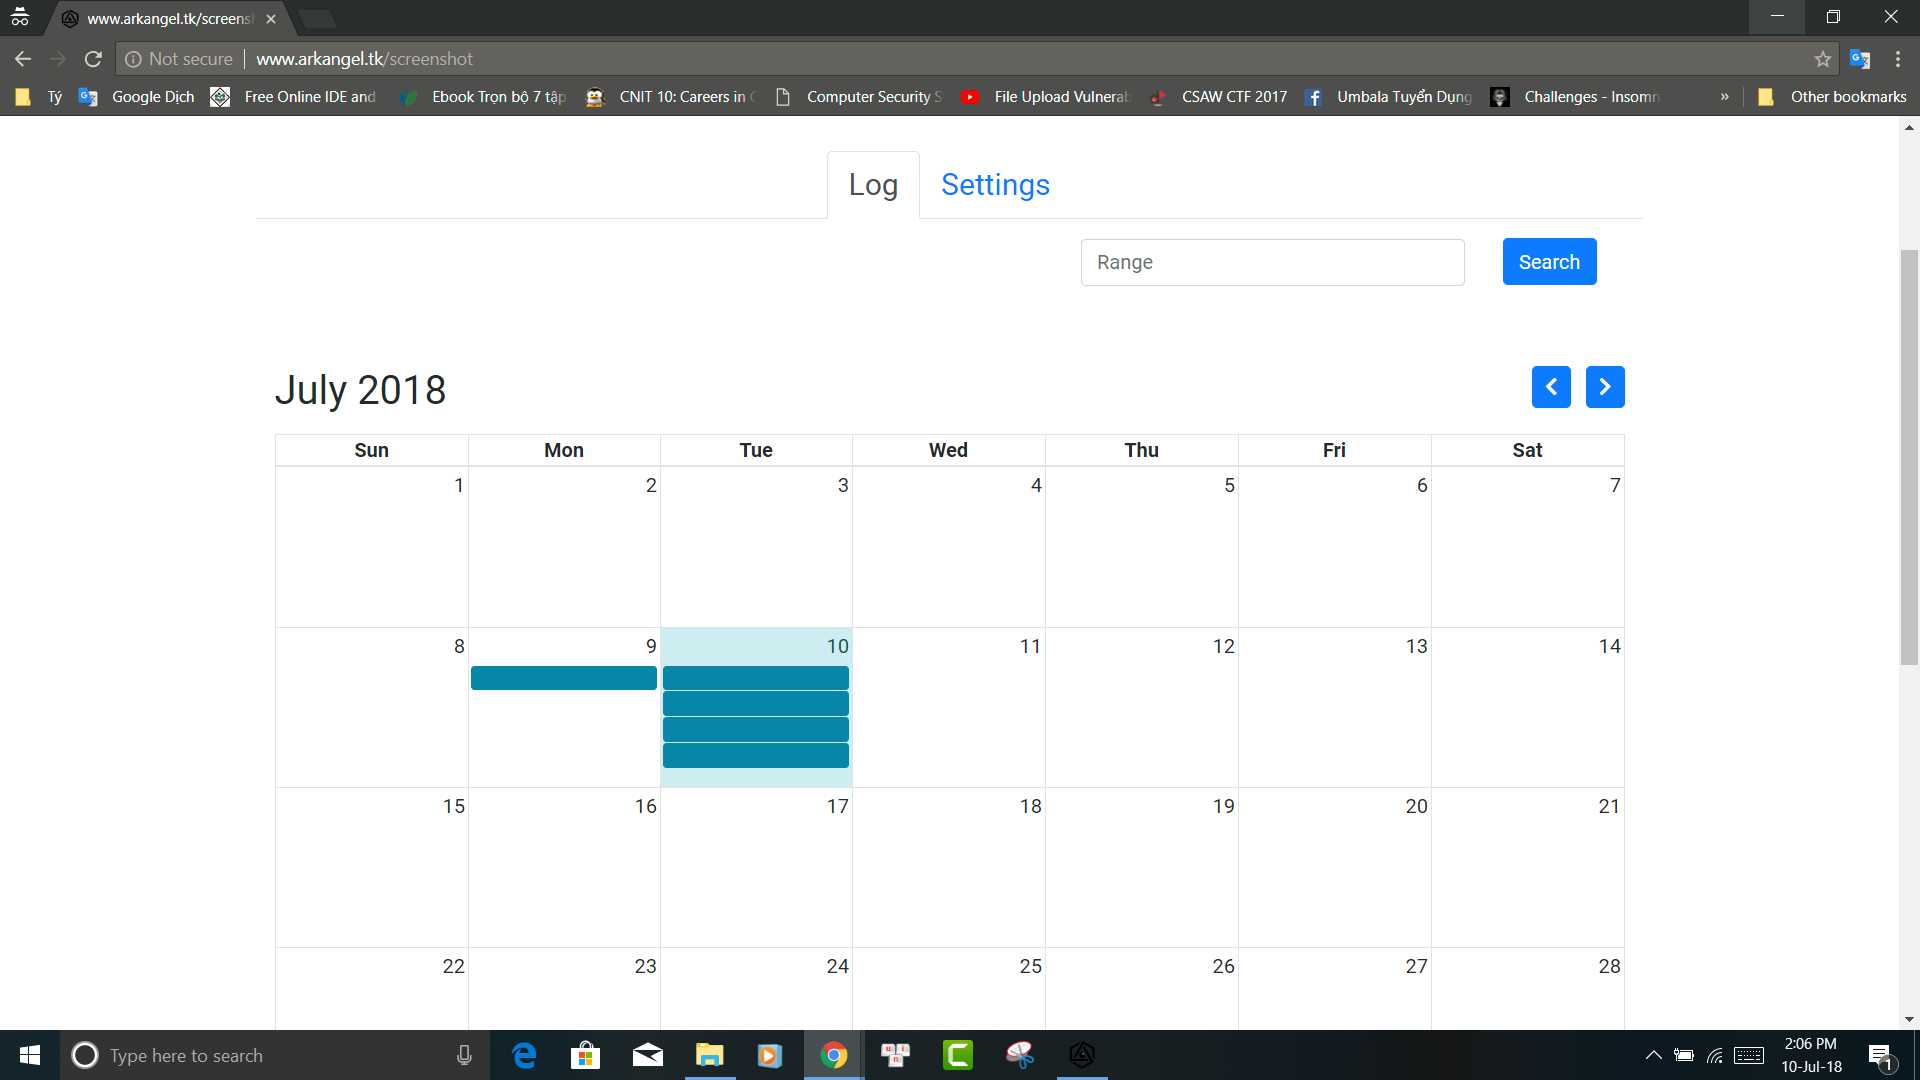 www.arkangel.tk/screens
Not secure
www.arkangel.tk/screenshot
Tý
Google Dịch
Free Online IDE and
Ebook Trọn bộ 7 tập
CNIT 10: Careers in
Computer Security S
File Upload Vulnerab
CSAW CTF 2017
Umbala Tuyển Dụng
Challenges - Insomn
»
Other bookmarks
Log
Settings
Range
Search
July 2018
Sun Mon Tue Wed Thu Fri Sat
1 2 3 4 5 6 7
8 9 10 11 12 13 14
15 16 17 18 19 20 21
22 23 24 25 26 27 28
Type here to search
2:06 PM
10-Jul-18
1